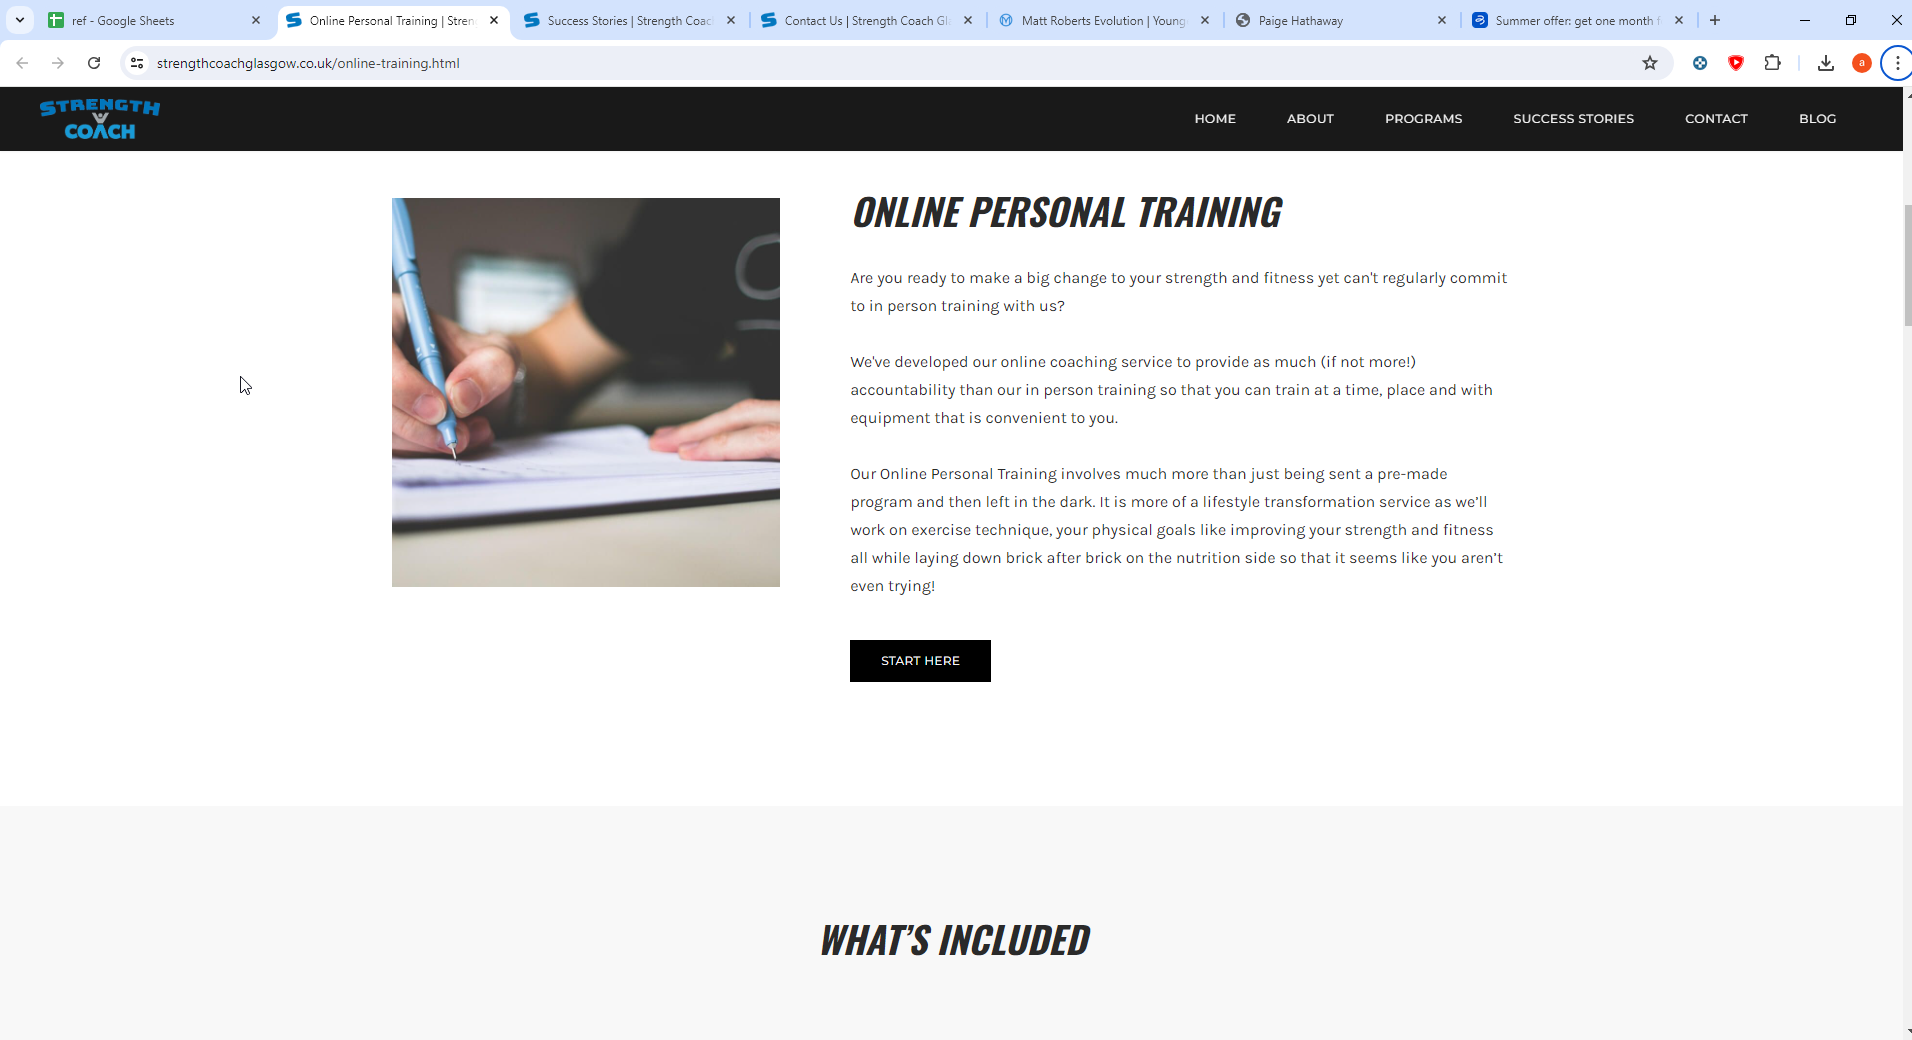 ref - Google Sheets
Online Personal Training | Stren
Success Stories | Strength Coac
Contact Us | Strength Coach Gl
Matt Roberts Evolution | Young
Paige Hathaway
Summer offer: get one month f
strengthcoachglasgow.co.uk/online-training.html
a
STRENGTH
COACH
HOME
ABOUT
PROGRAMS
SUCCESS STORIES
CONTACT
BLOG
ONLINE PERSONAL TRAINING
Are you ready to make a big change to your strength and fitness yet can't regularly commit
to in person training with us?
We've developed our online coaching service to provide as much (if not more!)
accountability than our in person training so that you can train at a time, place and with
equipment that is convenient to you.
Our Online Personal Training involves much more than just being sent a pre-made
program and then left in the dark. It is more of a lifestyle transformation service as we’ll
work on exercise technique, your physical goals like improving your strength and fitness
all while laying down brick after brick on the nutrition side so that it seems like you aren’t
even trying!
START HERE
WHAT’S INCLUDED